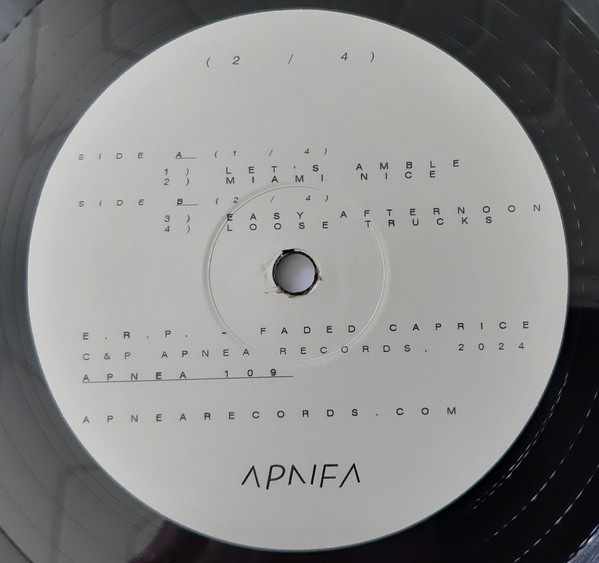 ( 2 / 4 )
SIDE A (1/4)
1) LET'S AMBLE
2) MIAMI NICE
SIDE B (2/4)
3) EASY AFTERNOON
4) LOOSE TRUCKS
E.R.P. - FADED CAPRICE
C&P APNEA RECORDS, 2024
APNEA 109
APNEARECORDS.COM
APNEA